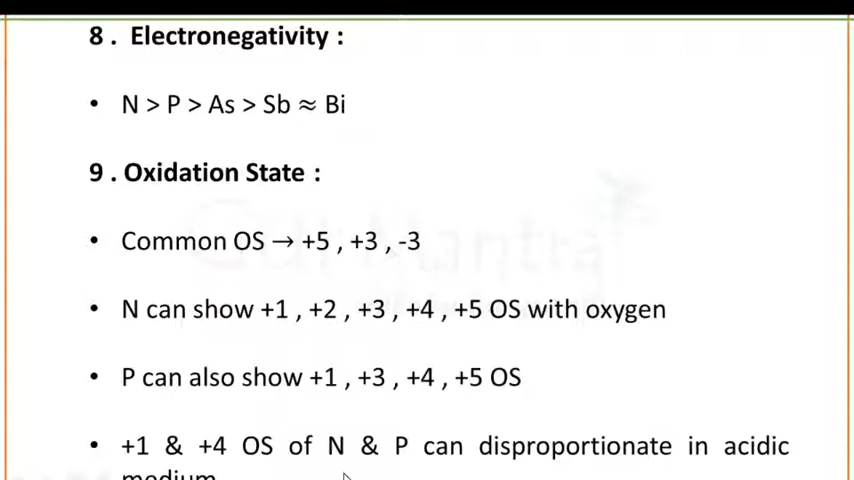 8 . Electronegativity :
• N > P > As > Sb ≈ Bi
9 . Oxidation State :
• Common OS → +5 , +3 , -3
• N can show +1 , +2 , +3 , +4 , +5 OS with oxygen
• P can also show +1 , +3 , +4 , +5 OS
• +1 & +4 OS of N & P can disproportionate in acidic
medium